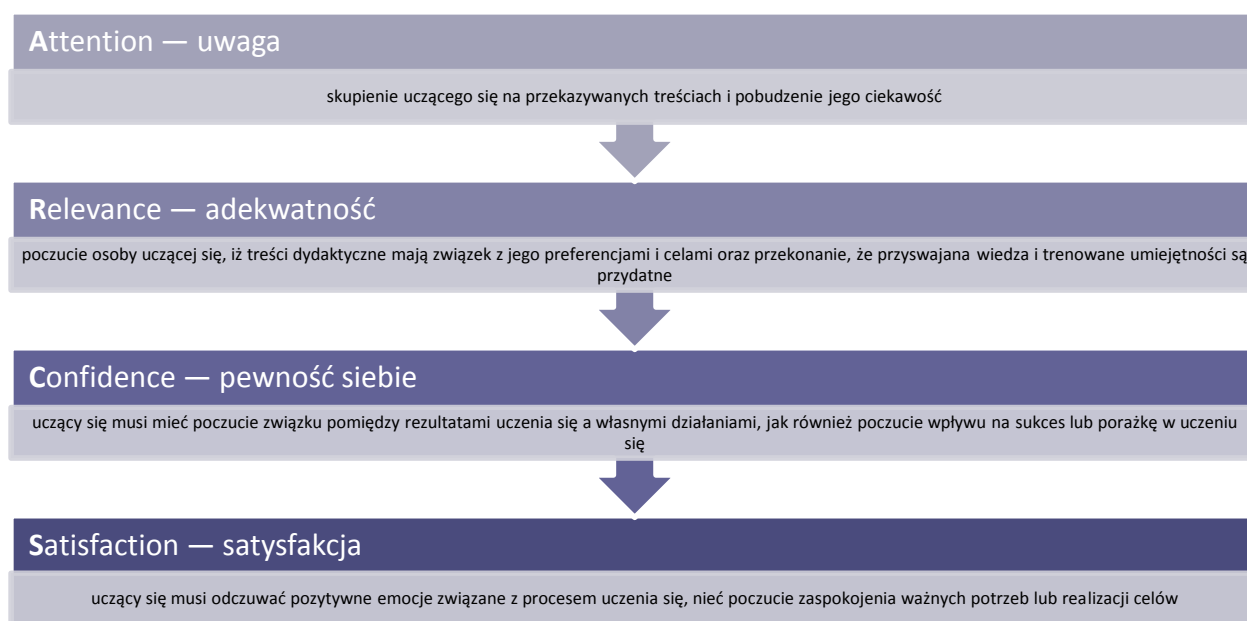 Attention — uwaga
skupienie uczącego się na przekazywanych treściach i pobudzenie jego ciekawość
Relevance — adekwatność
poczucie osoby uczącej się, iż treści dydaktyczne mają związek z jego preferencjami i celami oraz przekonanie, że przyswajana wiedza i trenowane umiejętności są
przydatne
Confidence — pewność siebie
uczący się musi mieć poczucie związku pomiędzy rezultatami uczenia się a własnymi działaniami, jak również poczucie wpływu na sukces lub porażkę w uczeniu
się
Satisfaction — satysfakcja
uczący się musi odczuwać pozytywne emocje związane z procesem uczenia się, nieć poczucie zaspokojenia ważnych potrzeb lub realizacji celów